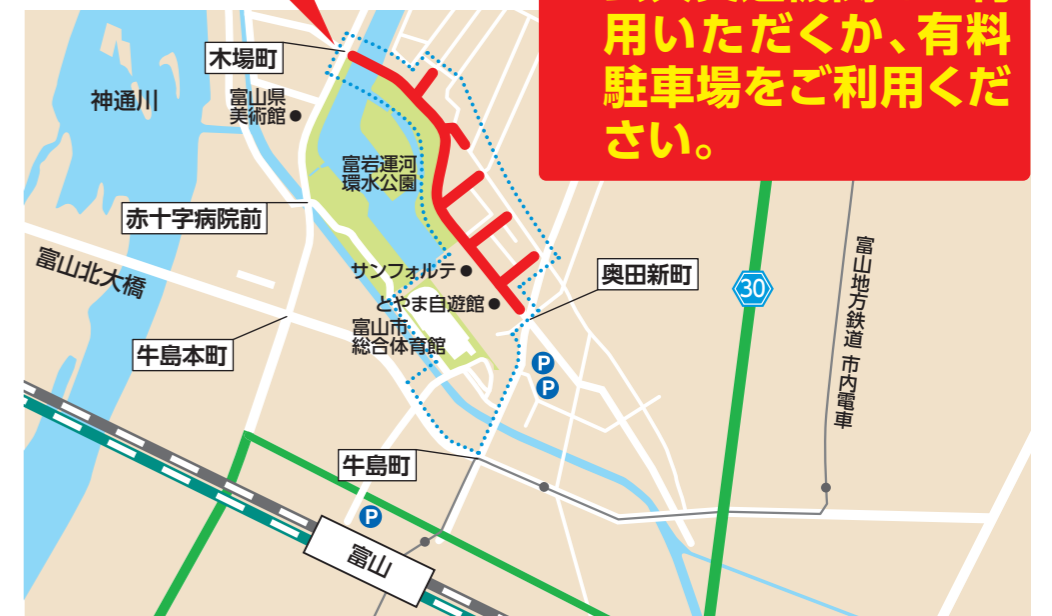 用いただくか、有料
駐車場をご利用くだ
さい。
木場町
神通川
富山県
美術館
富岩運河
環水公園
赤十字病院前
富山北大橋
サンフォルテ
とやま自遊館
奥田新町
30
富山地方鉄道 市内電車
富山市
総合体育館
牛島本町
P
P
牛島町
P
富山